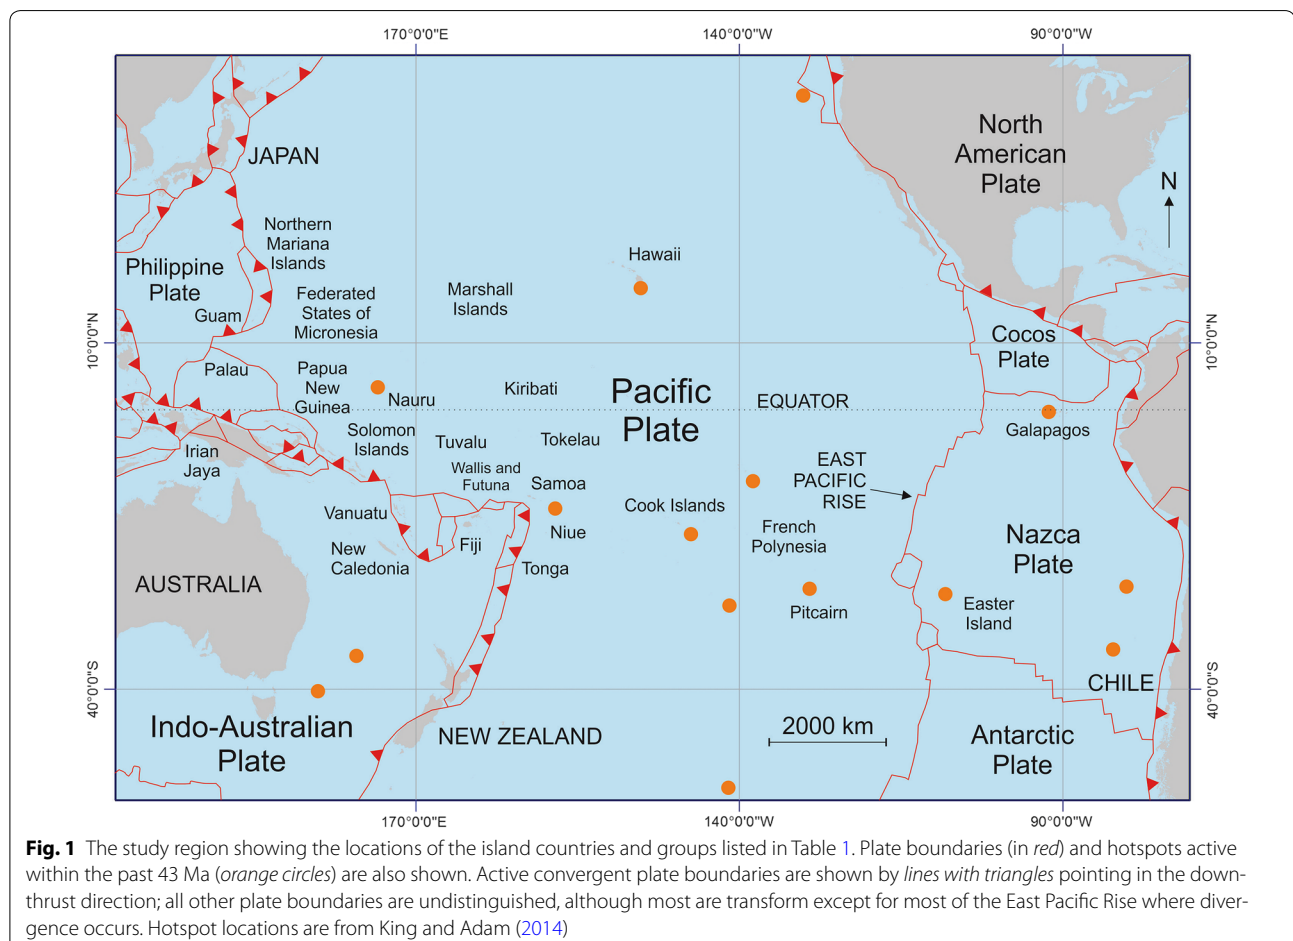 170°0'0"E
140°0'0"W
90°0'0"W
North
American
Plate
N
JAPAN
Northern
Mariana
Islands
Philippine
Plate
Hawaii
Federated
States of
Micronesia
Marshall
Islands
Guam
10°0'0"N
10°0'0"N
Cocos
Plate
Palau
Papua
New
Guinea
Nauru
Kiribati
Pacific
Plate
EQUATOR
Galapagos
Solomon
Islands
Tuvalu
Tokelau
Irian
Jaya
Wallis and
Futuna
Samoa
EAST
PACIFIC
RISE
Vanuatu
Niue
Cook Islands
French
Polynesia
Nazca
Plate
New
Caledonia
Fiji
Tonga
AUSTRALIA
Pitcairn
Easter
Island
CHILE
40°0'0"S
40°0'0"S
Indo-Australian
Plate
NEW ZEALAND
2000 km
Antarctic
Plate
170°0'0"E
140°0'0"W
90°0'0"W
Fig. 1 The study region showing the locations of the island countries and groups listed in Table 1. Plate boundaries (in red) and hotspots active
within the past 43 Ma (orange circles) are also shown. Active convergent plate boundaries are shown by lines with triangles pointing in the down-
thrust direction; all other plate boundaries are undistinguished, although most are transform except for most of the East Pacific Rise where diver-
gence occurs. Hotspot locations are from King and Adam (2014)